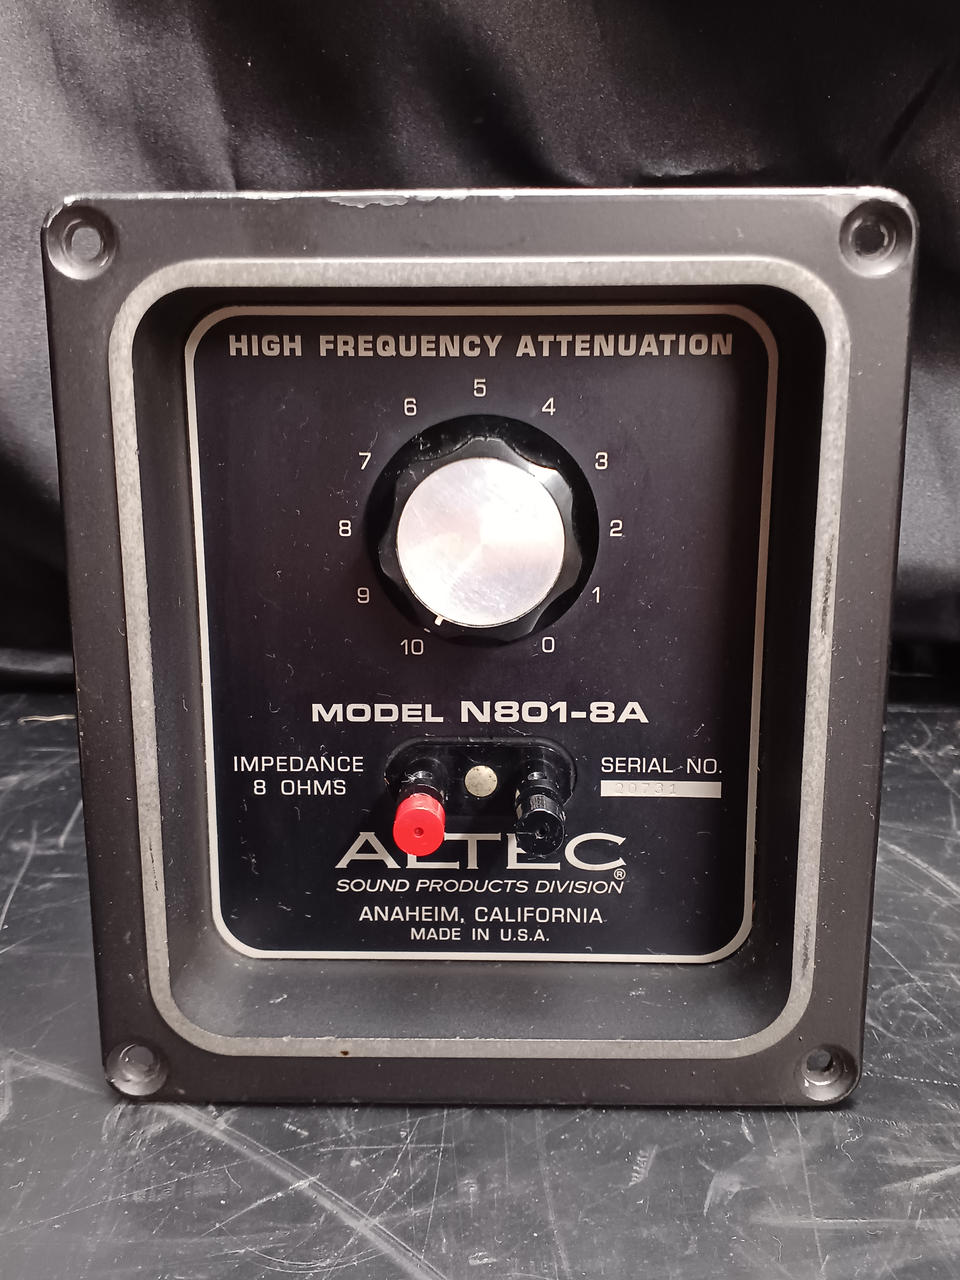 HIGH FREQUENCY ATTENUATION
5
6 4
7 3
8 2
9 1
10 0
MODEL N801-8A
IMPEDANCE
8 OHMS
SERIAL NO.
20731
ALTEC®
SOUND PRODUCTS DIVISION
ANAHEIM, CALIFORNIA
MADE IN U.S.A.